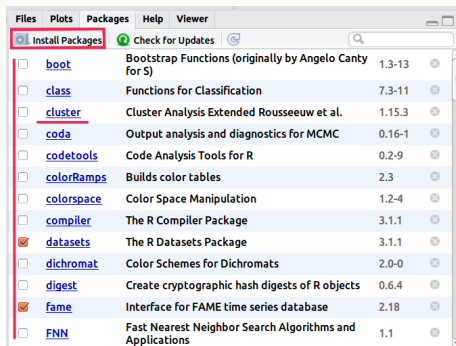 Files Plots Packages Help Viewer
Install Packages Check for Updates
boot Bootstrap Functions (originally by Angelo Canty for S) 1.3-13
class Functions for Classification 7.3-11
cluster Cluster Analysis Extended Rousseeuw et al. 1.15.3
coda Output analysis and diagnostics for MCMC 0.16-1
codetools Code Analysis Tools for R 0.2-9
colorRamps Builds color tables 2.3
colorspace Color Space Manipulation 1.2-4
compiler The R Compiler Package 3.1.1
datasets The R Datasets Package 3.1.1
dichromat Color Schemes for Dichromats 2.0-0
digest Create cryptographic hash digests of R objects 0.6.4
fame Interface for FAME time series database 2.18
FNN Fast Nearest Neighbor Search Algorithms and Applications 1.1